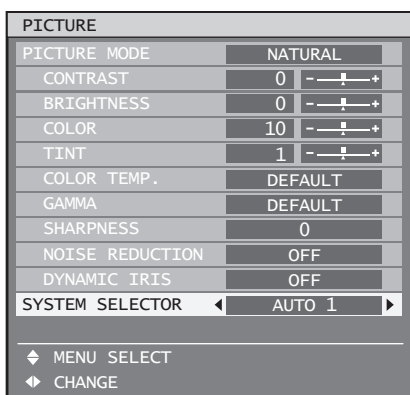 PICTURE
PICTURE MODE NATURAL
CONTRAST 0 - +
BRIGHTNESS 0 - +
COLOR 10 - +
TINT 1 - +
COLOR TEMP. DEFAULT
GAMMA DEFAULT
SHARPNESS 0
NOISE REDUCTION OFF
DYNAMIC IRIS OFF
SYSTEM SELECTOR AUTO 1
MENU SELECT
CHANGE